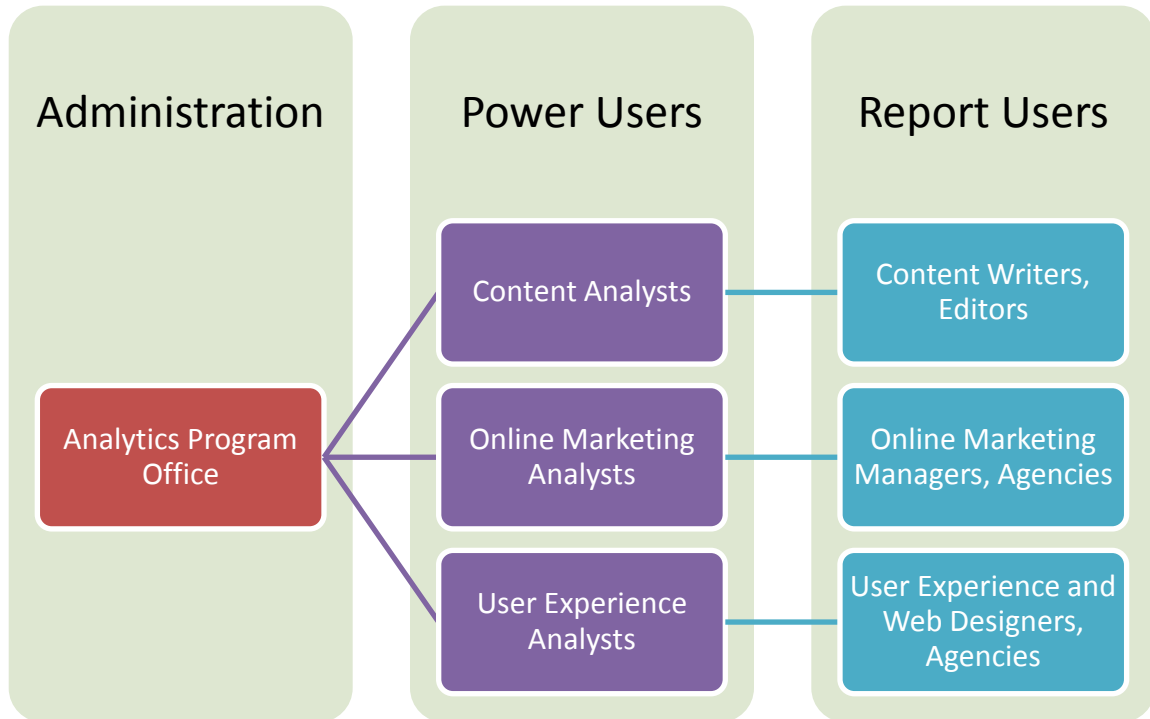 Administration
Power Users
Report Users
Analytics Program
Office
Content Analysts
Content Writers,
Editors
Online Marketing
Analysts
Online Marketing
Managers, Agencies
User Experience
Analysts
User Experience and
Web Designers,
Agencies